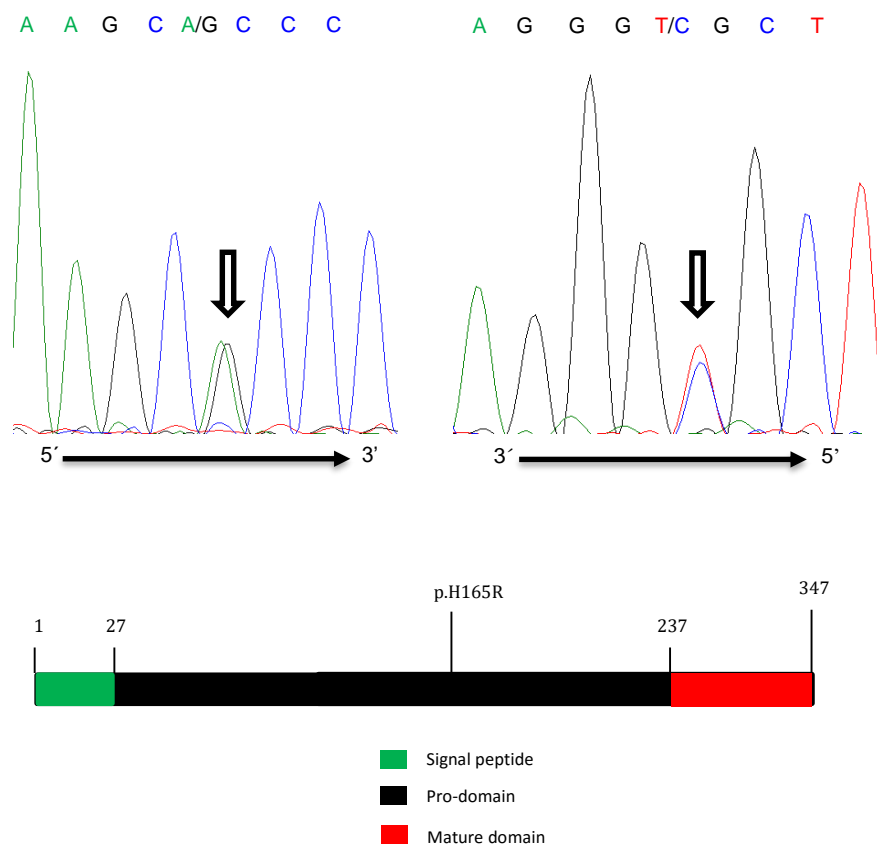 A A G C A/G C C C
A G G G T/C G C T
5´ 3’
3´ 5’
p.H165R
347
1 27 237
Signal peptide
Pro-domain
Mature domain